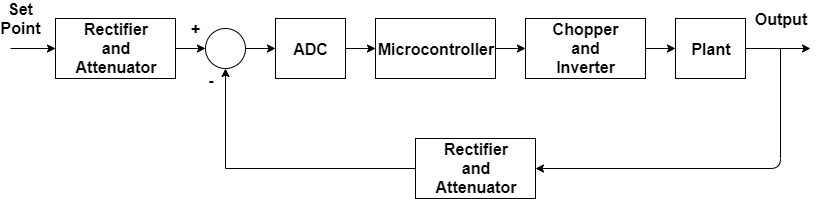 Set
Point
Rectifier
and
Attenuator
+
-
ADC
Microcontroller
Chopper
and
Inverter
Plant
Output
Rectifier
and
Attenuator